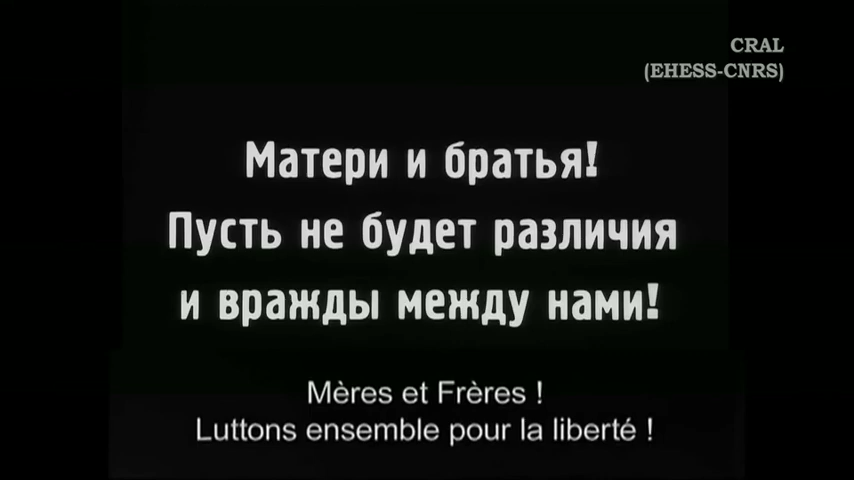 CRAL
(EHESS-CNRS)
Матери и братья!
Пусть не будет различия
и вражды между нами!
Mères et Frères !
Luttons ensemble pour la liberté !